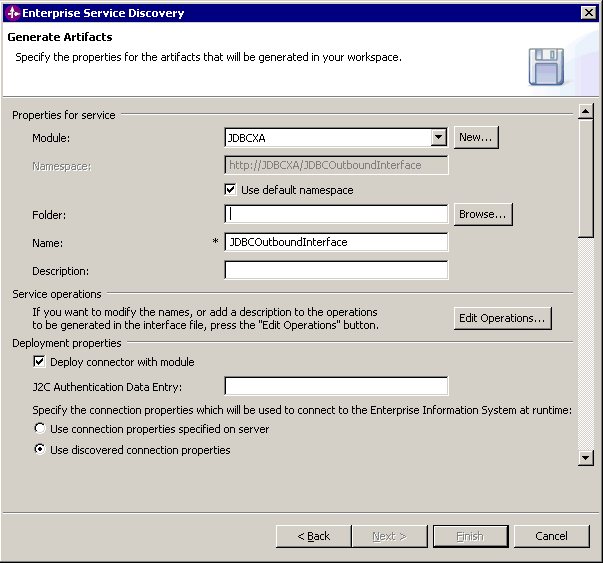 Enterprise Service Discovery
Generate Artifacts
Specify the properties for the artifacts that will be generated in your workspace.
Properties for service
Module: JDBCXA New...
Namespace: http://JDBCXA/JDBCOutboundInterface
Use default namespace
Folder: Browse...
Name: * JDBCOutboundInterface
Description:
Service operations
If you want to modify the names, or add a description to the operations
to be generated in the interface file, press the "Edit Operations" button.
Edit Operations...
Deployment properties
Deploy connector with module
J2C Authentication Data Entry:
Specify the connection properties which will be used to connect to the Enterprise Information System at runtime:
Use connection properties specified on server
Use discovered connection properties
< Back Next > Finish Cancel